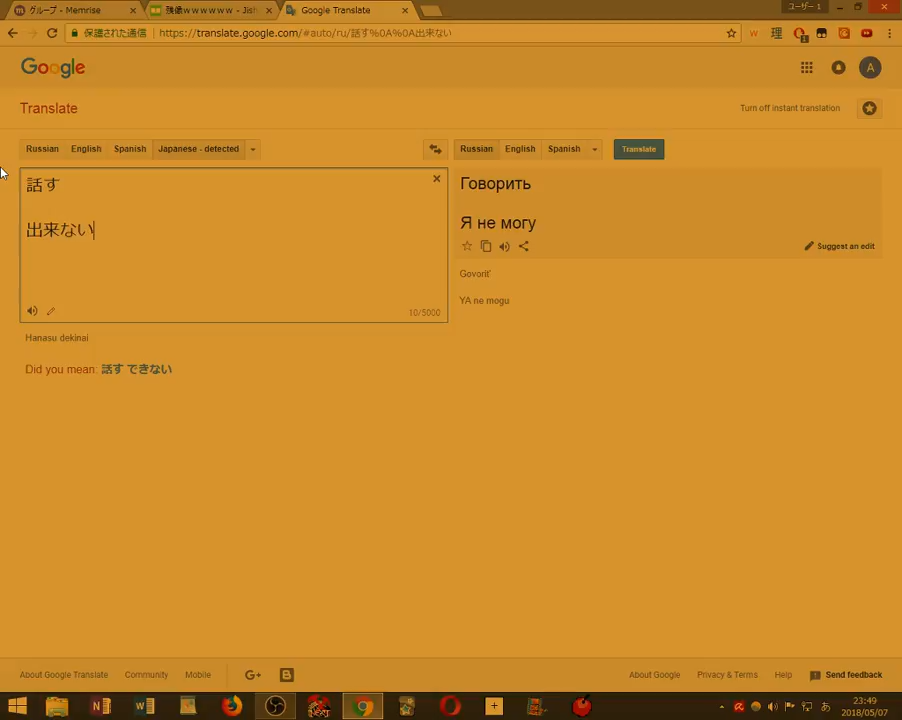 グループ - Memrise
残像ｗｗｗｗｗｗ - Jish
Google Translate
ユーザー 1
保護された通信
https://translate.google.com/#auto/ru/話す%0A%0A出来ない
Google
A
Translate
Turn off instant translation
Russian English Spanish Japanese - detected
Russian English Spanish Translate
話す
出来ない
10/5000
Говорить
Я не могу
Suggest an edit
Govorit'
YA ne mogu
Hanasu dekinai
Did you mean: 話す できない
About Google Translate Community Mobile
About Google Privacy & Terms Help Send feedback
23:49
2018/05/07